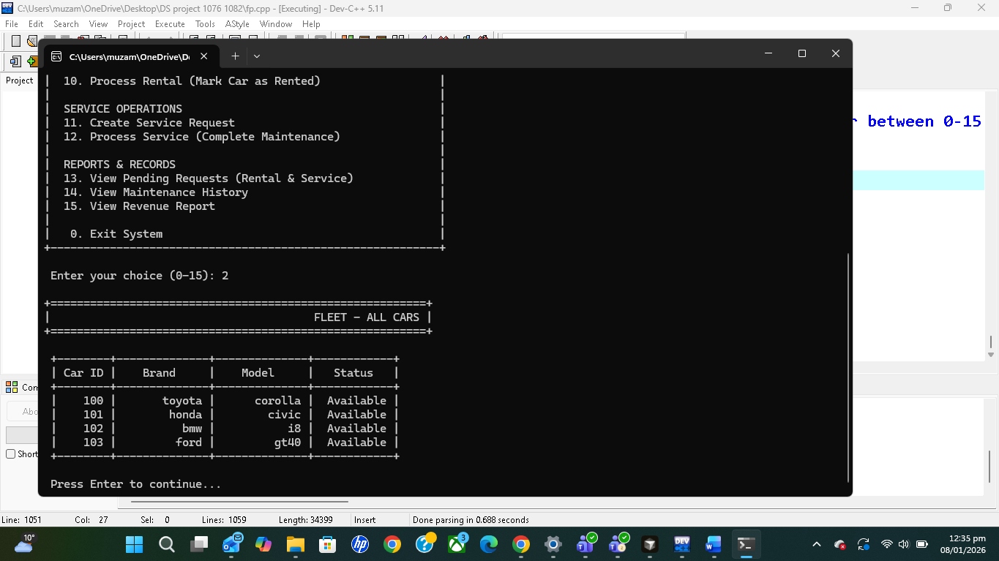 C:\Users\muzam\OneDrive\Desktop\DS project 1076 1082\fp.cpp - [Executing] - Dev-C++ 5.11
File Edit Search View Project Execute Tools AStyle Window Help
C:\Users\muzam\OneDrive\De
Project
| 10. Process Rental (Mark Car as Rented) |
| |
| SERVICE OPERATIONS |
| 11. Create Service Request |
| 12. Process Service (Complete Maintenance) |
| |
| REPORTS & RECORDS |
| 13. View Pending Requests (Rental & Service) |
| 14. View Maintenance History |
| 15. View Revenue Report |
| |
| 0. Exit System |
+-----------------------------------------------------------+
between 0-15
Enter your choice (0-15): 2
+=========================================================+
| FLEET - ALL CARS |
+=========================================================+
+--------+--------------+--------------+------------+
| Car ID | Brand | Model | Status |
+--------+--------------+--------------+------------+
| 100 | toyota | corolla | Available |
| 101 | honda | civic | Available |
| 102 | bmw | i8 | Available |
| 103 | ford | gt40 | Available |
+--------+--------------+--------------+------------+
Press Enter to continue...
Com
Abo
Short
Line: 1051 Col: 27 Sel: 0 Lines: 1059 Length: 34399 Insert Done parsing in 0.688 seconds
10°
3
12:35 pm
08/01/2026